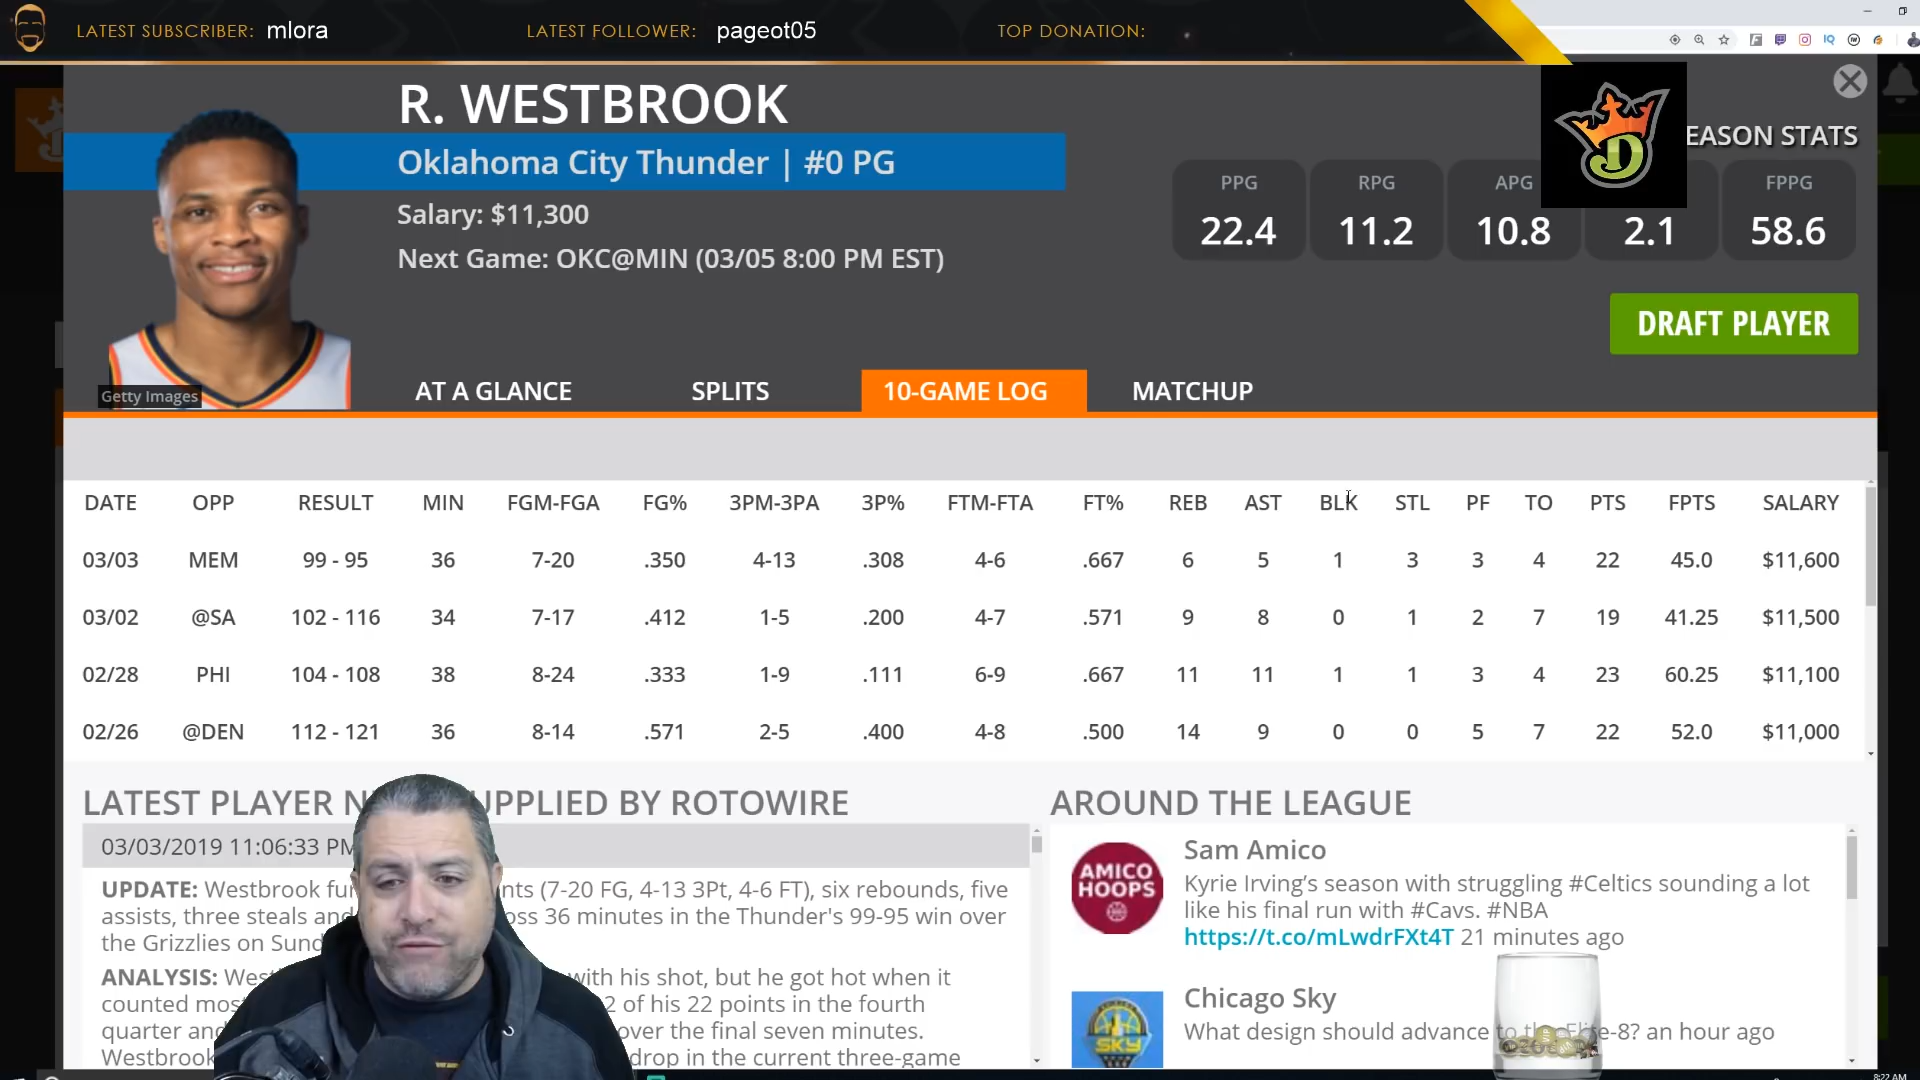 LATEST SUBSCRIBER: mlora
LATEST FOLLOWER: pageot05
TOP DONATION:
R. WESTBROOK
Oklahoma City Thunder | #0 PG
Salary: $11,300
Next Game: OKC@MIN (03/05 8:00 PM EST)
EASON STATS
PPG RPG APG FPPG
22.4 11.2 10.8 2.1 58.6
DRAFT PLAYER
Getty Images
AT A GLANCE SPLITS 10-GAME LOG MATCHUP
DATE OPP RESULT MIN FGM-FGA FG% 3PM-3PA 3P% FTM-FTA FT% REB AST BLK STL PF TO PTS FPTS SALARY
03/03 MEM 99 - 95 36 7-20 .350 4-13 .308 4-6 .667 6 5 1 3 3 4 22 45.0 $11,600
03/02 @SA 102 - 116 34 7-17 .412 1-5 .200 4-7 .571 9 8 0 1 2 7 19 41.25 $11,500
02/28 PHI 104 - 108 38 8-24 .333 1-9 .111 6-9 .667 11 11 1 1 3 4 23 60.25 $11,100
02/26 @DEN 112 - 121 36 8-14 .571 2-5 .400 4-8 .500 14 9 0 0 5 7 22 52.0 $11,000
LATEST PLAYER N UPPLIED BY ROTOWIRE
03/03/2019 11:06:33 PM
UPDATE: Westbrook fur nts (7-20 FG, 4-13 3Pt, 4-6 FT), six rebounds, five
assists, three steals and oss 36 minutes in the Thunder's 99-95 win over
the Grizzlies on Sund
ANALYSIS: Wes with his shot, but he got hot when it
counted mos 2 of his 22 points in the fourth
quarter and over the final seven minutes.
Westbrook drop in the current three-game
AROUND THE LEAGUE
AMICO
HOOPS
Sam Amico
Kyrie Irving's season with struggling #Celtics sounding a lot
like his final run with #Cavs. #NBA
https://t.co/mLwdrFXt4T 21 minutes ago
SKY
Chicago Sky
What design should advance to the Elite-8? an hour ago
8:22 AM